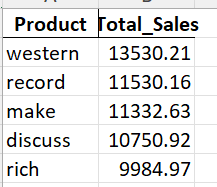 Product Total_Sales
western 13530.21
record 11530.16
make 11332.63
discuss 10750.92
rich 9984.97